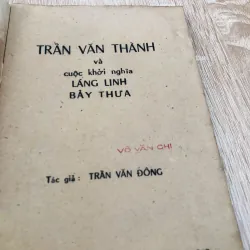 TRẦN VĂN THÀNH
và
cuộc khởi nghĩa
LÁNG LINH
BẢY THƯA
VÕ VĂN CHI
Tác giả : TRẦN VĂN ĐÔNG